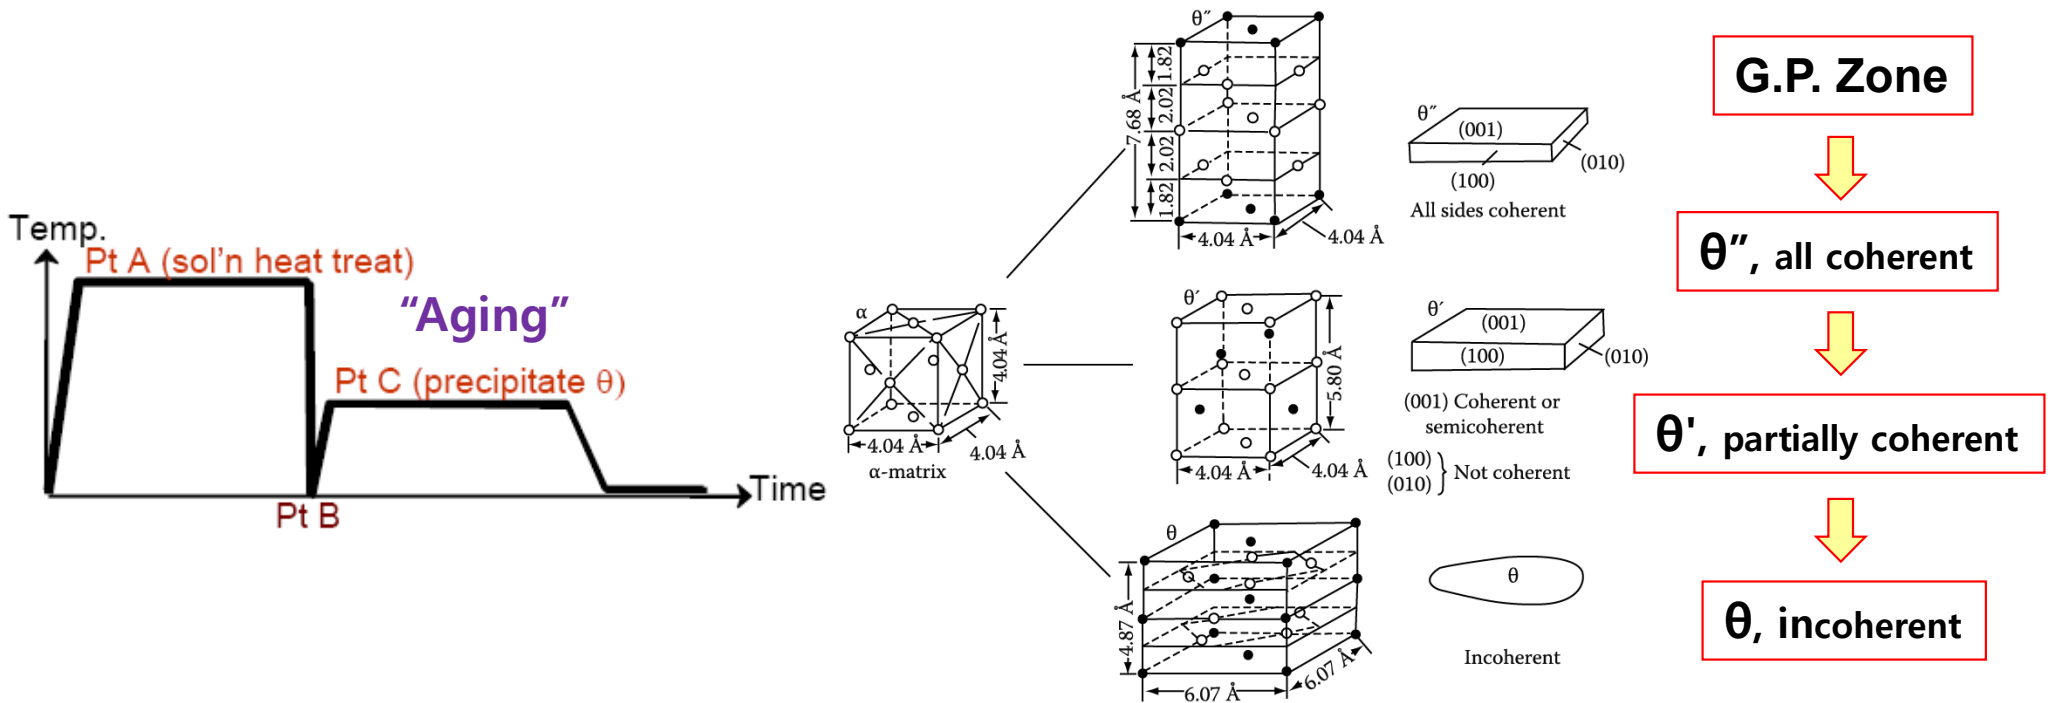 Temp.
Pt A (sol'n heat treat)
“Aging”
Pt C (precipitate θ)
Time
Pt B
α
4.04 Å
4.04 Å
4.04 Å
α-matrix
θ″
1.82
2.02
2.02
1.82
7.68 Å
4.04 Å
4.04 Å
θ″
(001)
(010)
(100)
All sides coherent
θ′
5.80 Å
4.04 Å
4.04 Å
θ′
(001)
(100)
(010)
(001) Coherent or
semicoherent
(100)
(010)
Not coherent
θ
4.87 Å
6.07 Å
6.07 Å
θ
Incoherent
G.P. Zone
θ″, all coherent
θ', partially coherent
θ, incoherent